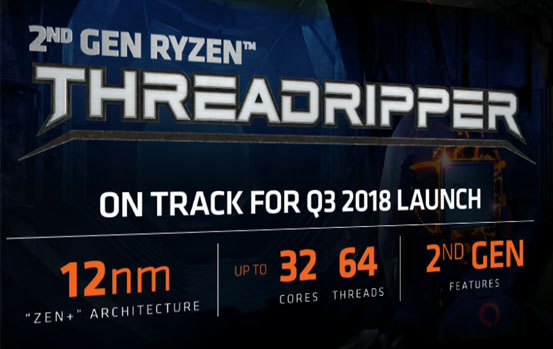 2ND GEN RYZEN™
THREADRIPPER
ON TRACK FOR Q3 2018 LAUNCH
12nm
"ZEN+" ARCHITECTURE
UP TO 32 64
CORES THREADS
2ND GEN
FEATURES